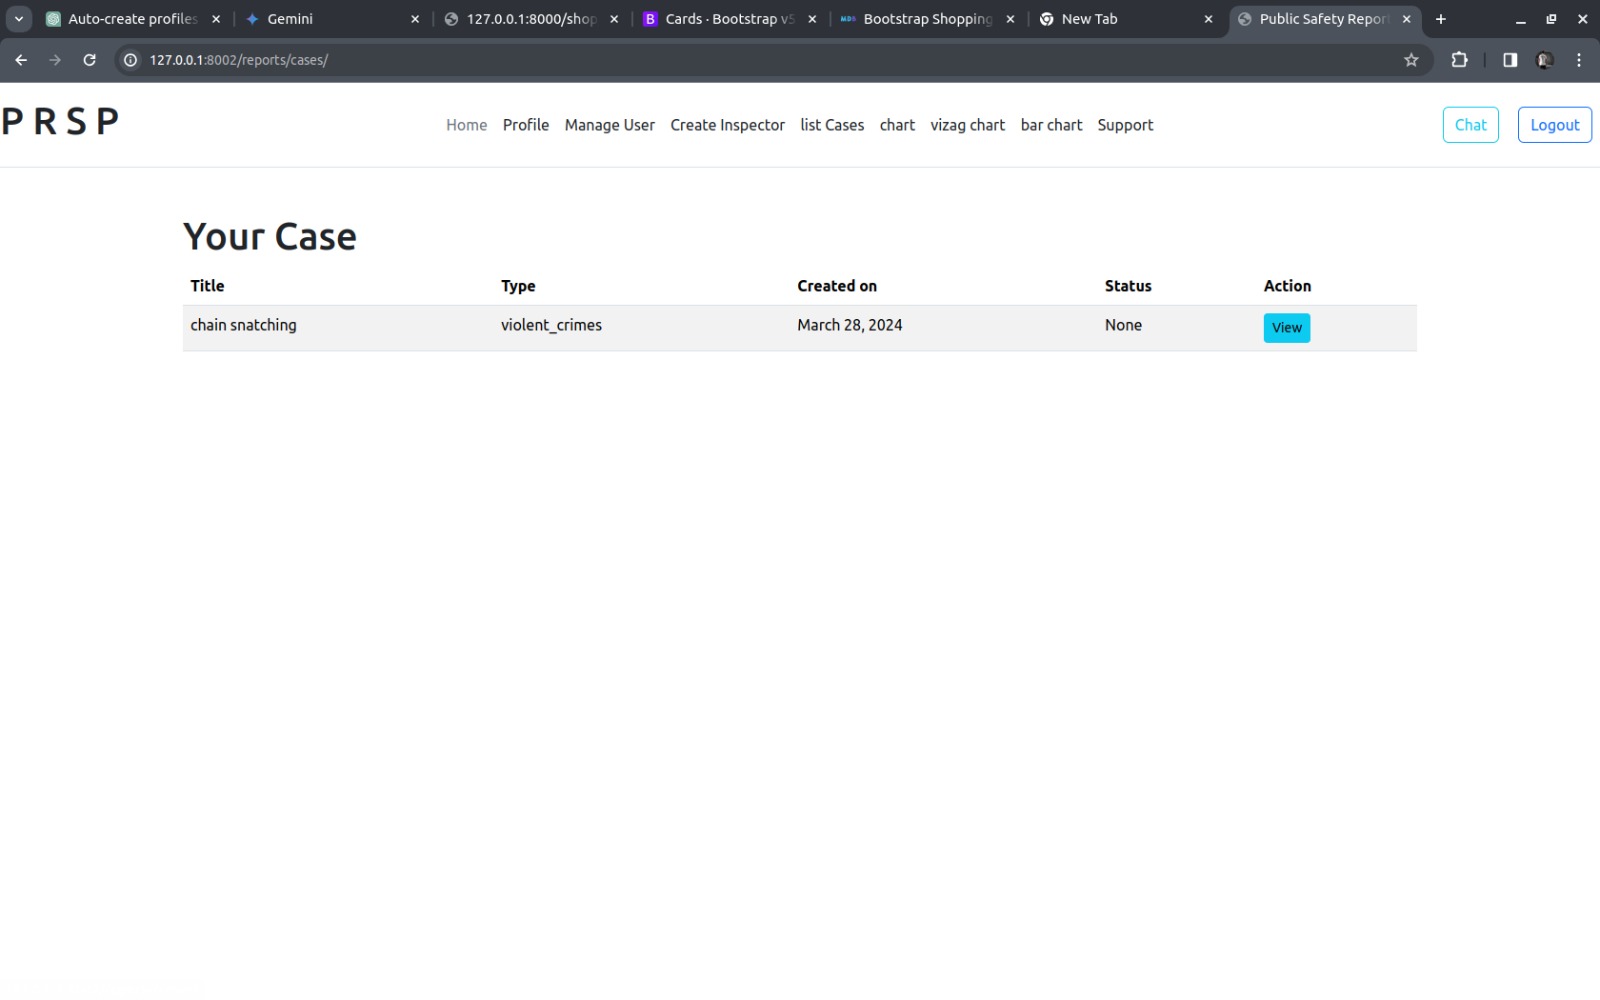 Auto-create profiles
Gemini
127.0.0.1:8000/shop
B Cards · Bootstrap v5
MDB Bootstrap Shopping
New Tab
Public Safety Repor
127.0.0.1:8002/reports/cases/
P R S P
Home Profile Manage User Create Inspector list Cases chart vizag chart bar chart Support
Chat Logout
Your Case
Title Type Created on Status Action
chain snatching violent_crimes March 28, 2024 None View